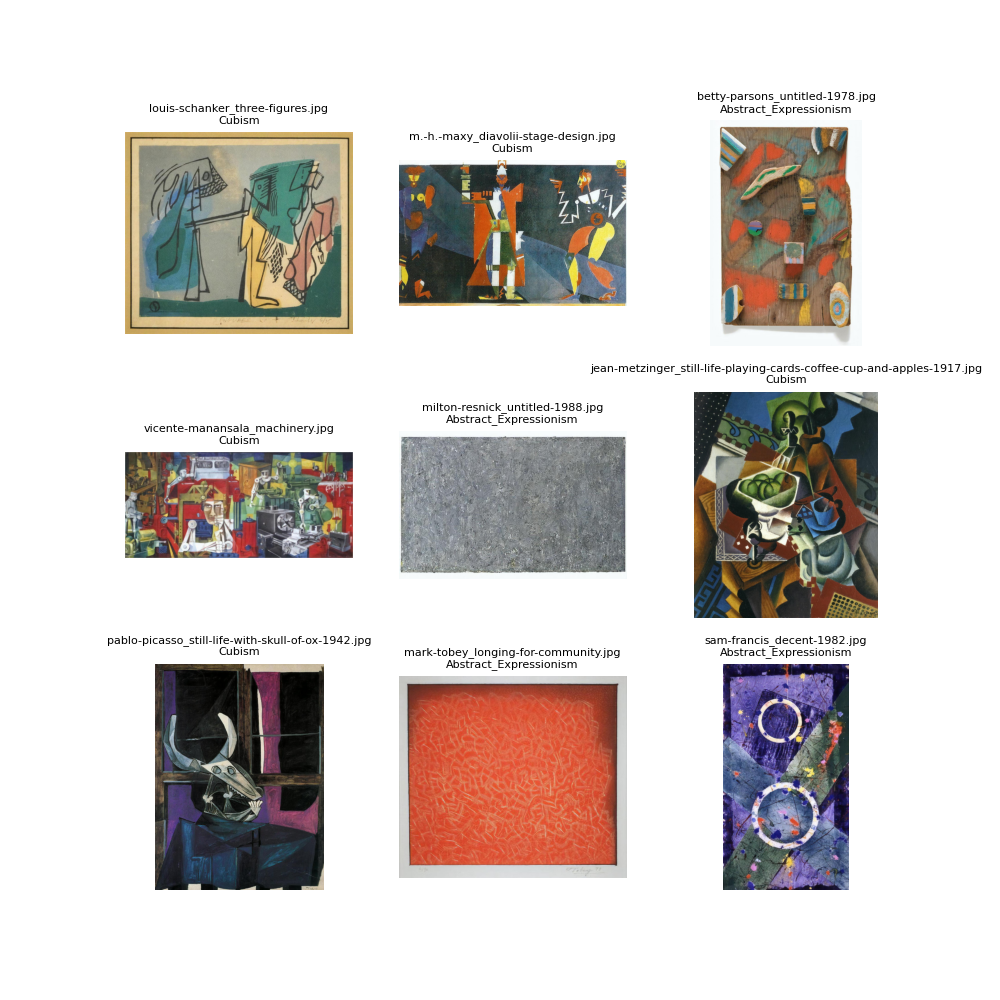 louis-schanker_three-figures.jpg
Cubism
m.-h.-maxy_diavolii-stage-design.jpg
Cubism
betty-parsons_untitled-1978.jpg
Abstract_Expressionism
vicente-manansala_machinery.jpg
Cubism
milton-resnick_untitled-1988.jpg
Abstract_Expressionism
jean-metzinger_still-life-playing-cards-coffee-cup-and-apples-1917.jpg
Cubism
pablo-picasso_still-life-with-skull-of-ox-1942.jpg
Cubism
mark-tobey_longing-for-community.jpg
Abstract_Expressionism
sam-francis_decent-1982.jpg
Abstract_Expressionism